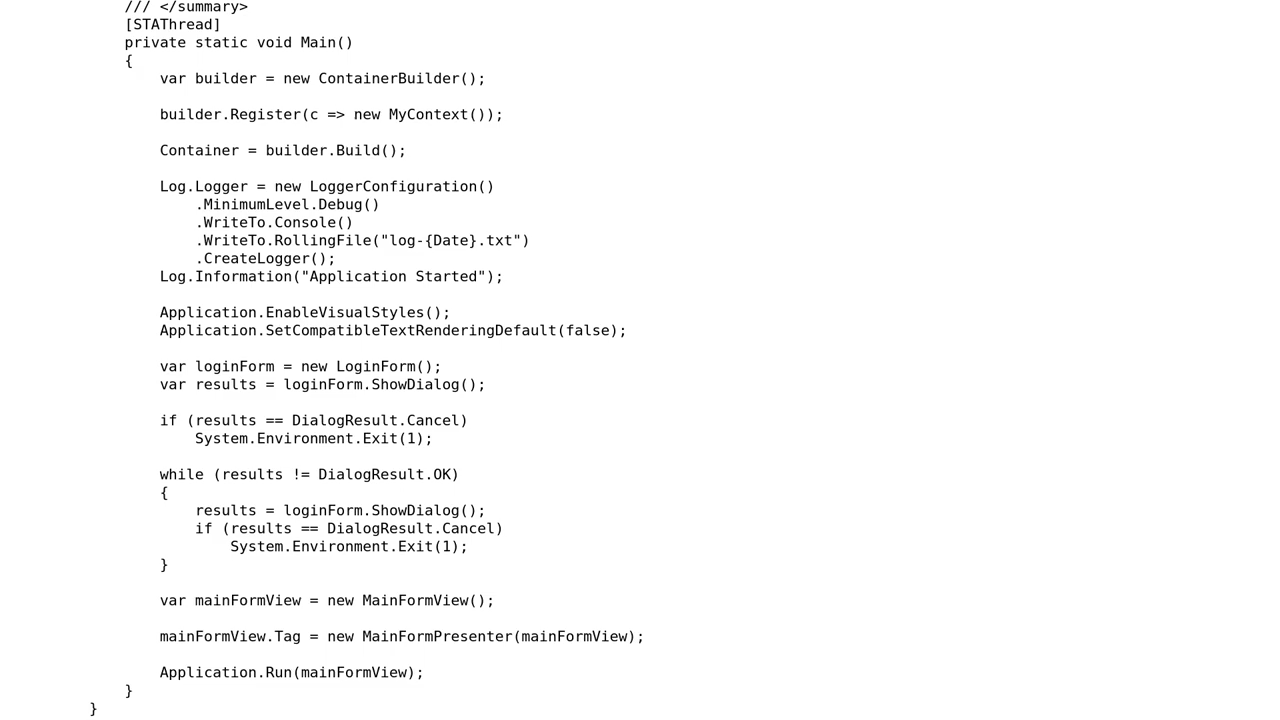 /// </summary>
[STAThread]
private static void Main()
{
var builder = new ContainerBuilder();
builder.Register(c => new MyContext());
Container = builder.Build();
Log.Logger = new LoggerConfiguration()
.MinimumLevel.Debug()
.WriteTo.Console()
.WriteTo.RollingFile("log-{Date}.txt")
.CreateLogger();
Log.Information("Application Started");
Application.EnableVisualStyles();
Application.SetCompatibleTextRenderingDefault(false);
var loginForm = new LoginForm();
var results = loginForm.ShowDialog();
if (results == DialogResult.Cancel)
System.Environment.Exit(1);
while (results != DialogResult.OK)
{
results = loginForm.ShowDialog();
if (results == DialogResult.Cancel)
System.Environment.Exit(1);
}
var mainFormView = new MainFormView();
mainFormView.Tag = new MainFormPresenter(mainFormView);
Application.Run(mainFormView);
}
}